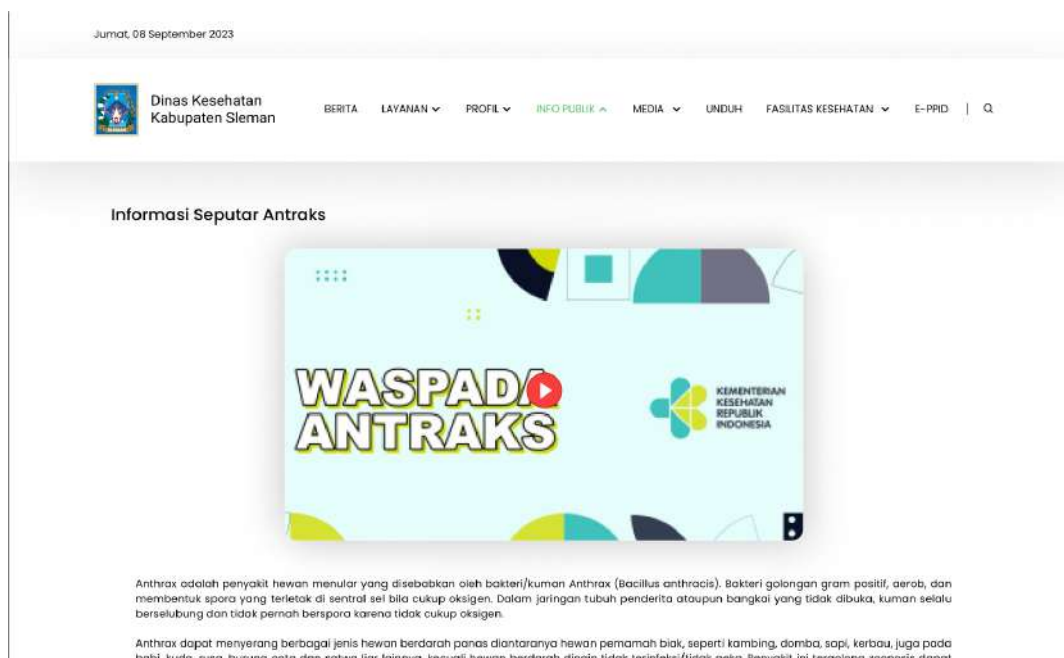 Jumat, 08 September 2023
Dinas Kesehatan
Kabupaten Sleman
BERITA LAYANAN PROFIL INFO PUBLIK MEDIA UNDUH FASILITAS KESEHATAN E-PPID |
Informasi Seputar Antraks
WASPADA
ANTRAKS
KEMENTERIAN
KESEHATAN
REPUBLIK
INDONESIA
Anthrax adalah penyakit hewan menular yang disebabkan oleh bakteri/kuman Anthrax (Bacillus anthracis). Bakteri golongan gram positif, aerob, dan
membentuk spora yang terletak di sentral sel bila cukup oksigen. Dalam jaringan tubuh penderita ataupun bangkai yang tidak dibuka, kuman selalu
berselubung dan tidak pernah berspora karena tidak cukup oksigen.
Anthrax dapat menyerang berbagai jenis hewan berdarah panas diantaranya hewan pemamah biak, seperti kambing, domba, sapi, kerbau, juga pada